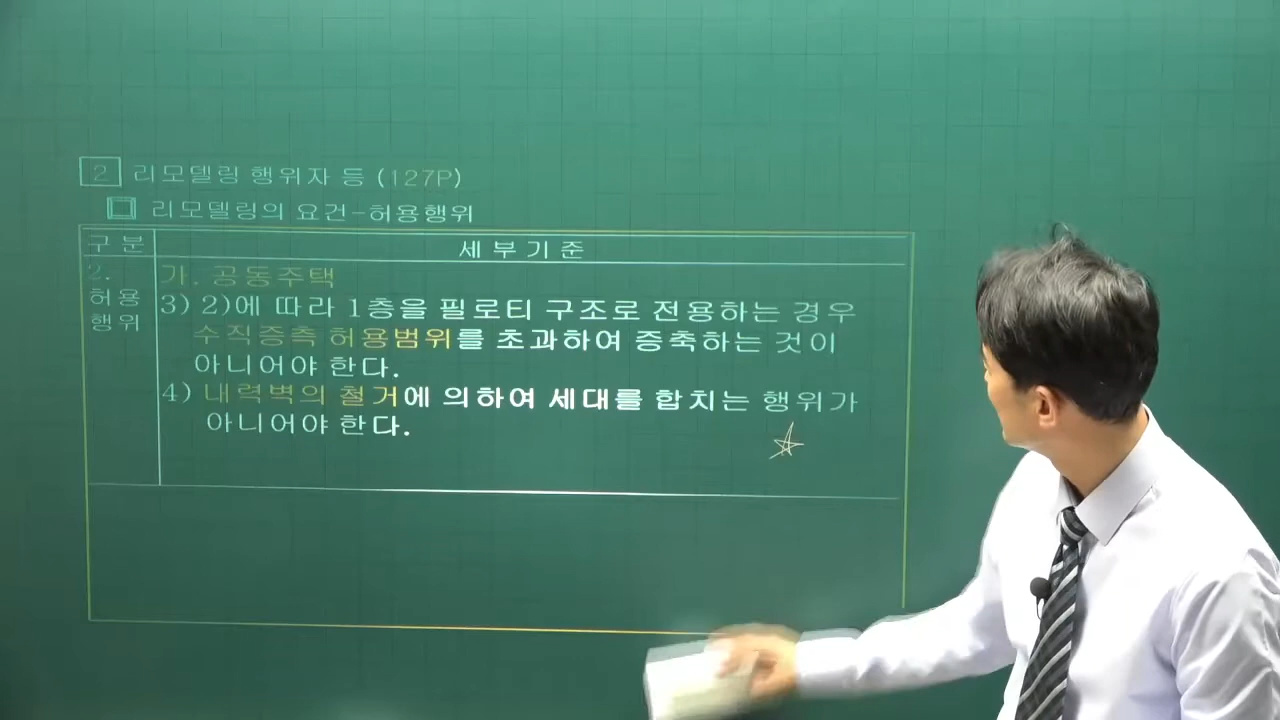 2 리모델링 행위자 등 (127P)
리모델링의 요건-허용행위
구 분 세 부 기 준
2. 허용 행위 가. 공동주택
3) 2)에 따라 1층을 필로티 구조로 전용하는 경우
수직증축 허용범위를 초과하여 증축하는 것이
아니어야 한다.
4) 내력벽의 철거에 의하여 세대를 합치는 행위가
아니어야 한다.